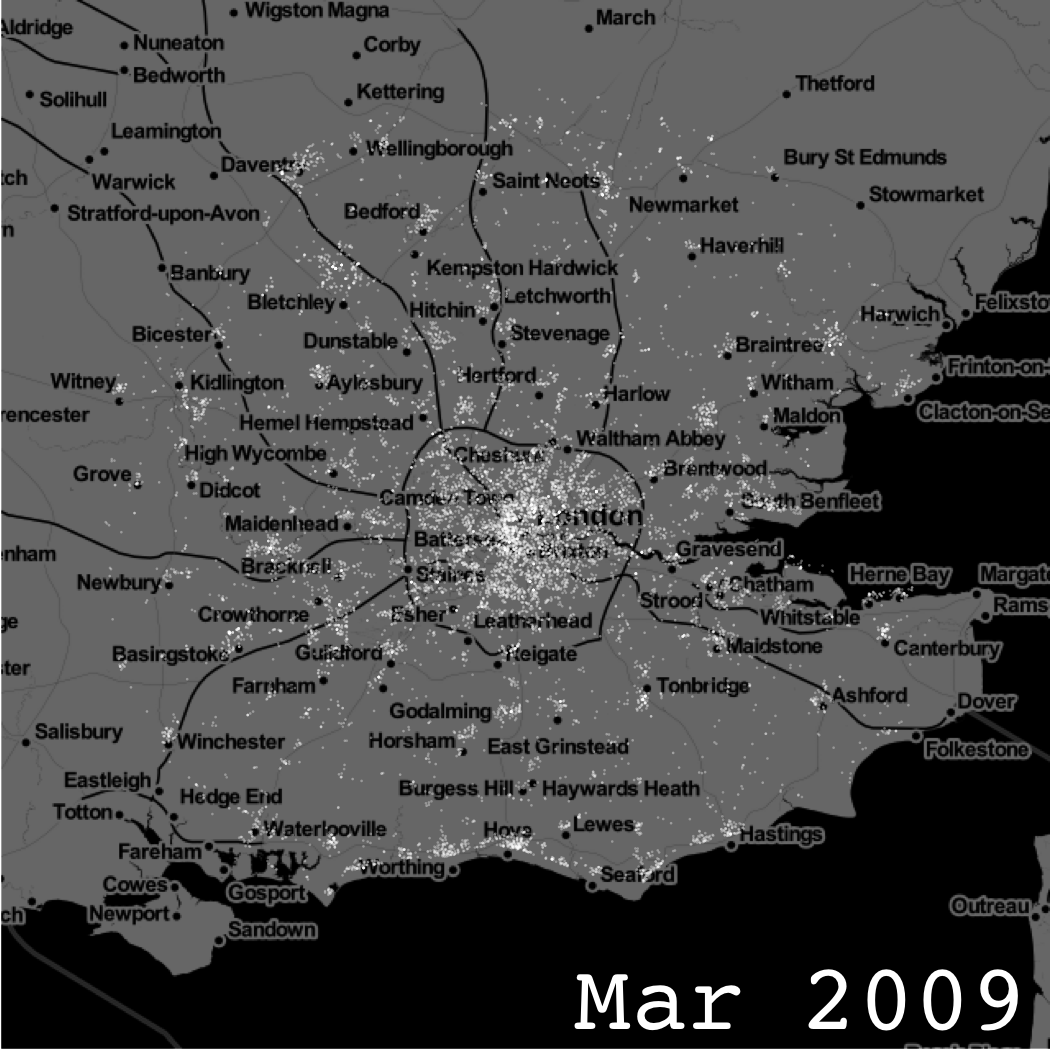 Wigston Magna
March
Aldridge
Nuneaton
Corby
Bedworth
Thetford
Solihull
Kettering
Leamington
Wellingborough
Daventry
Bury St Edmunds
tch
Warwick
Saint Neots
Stowmarket
Stratford-upon-Avon
Bedford
Newmarket
n
Haverhill
Banbury
Kempston Hardwick
Bletchley
Hitchin
Letchworth
Felixsto
Harwich
Bicester
Dunstable
Stevenage
Braintree
Frinton-on-
Witney
Kidlington
Aylesbury
Hertford
Harlow
Witham
rencester
Clacton-on-Se
Maldon
Hemel Hempstead
Waltham Abbey
High Wycombe
Cheshunt
Brentwood
Grove
Didcot
Camden Town
South Benfleet
Maidenhead
London
Battersea
Brixton
Gravesend
enham
Bracknell
Staines
Herne Bay
Margat
Newbury
Chatham
Strood
Rams
Crowthorne
Esher
Leatherhead
Whitstable
ge
Basingstoke
Guildford
Reigate
Maidstone
Canterbury
ster
Farnham
Tonbridge
Ashford
Dover
Godalming
Salisbury
Winchester
Horsham
East Grinstead
Folkestone
Eastleigh
Hedge End
Burgess Hill
Haywards Heath
Totton
Waterlooville
Hove
Lewes
Hastings
Fareham
Worthing
Seaford
Cowes
Gosport
Outreau
ch
Newport
Sandown
Mar 2009